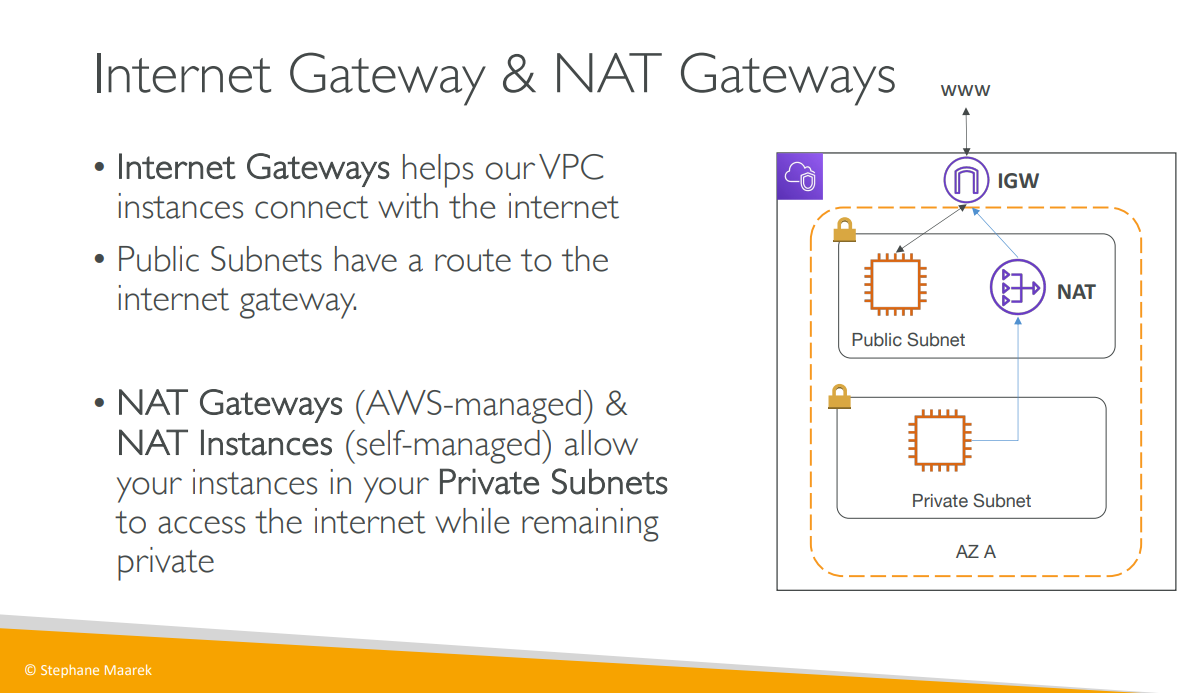 Internet Gateway & NAT Gateways
• Internet Gateways helps our VPC
instances connect with the internet
• Public Subnets have a route to the
internet gateway.
• NAT Gateways (AWS-managed) &
NAT Instances (self-managed) allow
your instances in your Private Subnets
to access the internet while remaining
private
www
IGW
NAT
Public Subnet
Private Subnet
AZ A
© Stephane Maarek